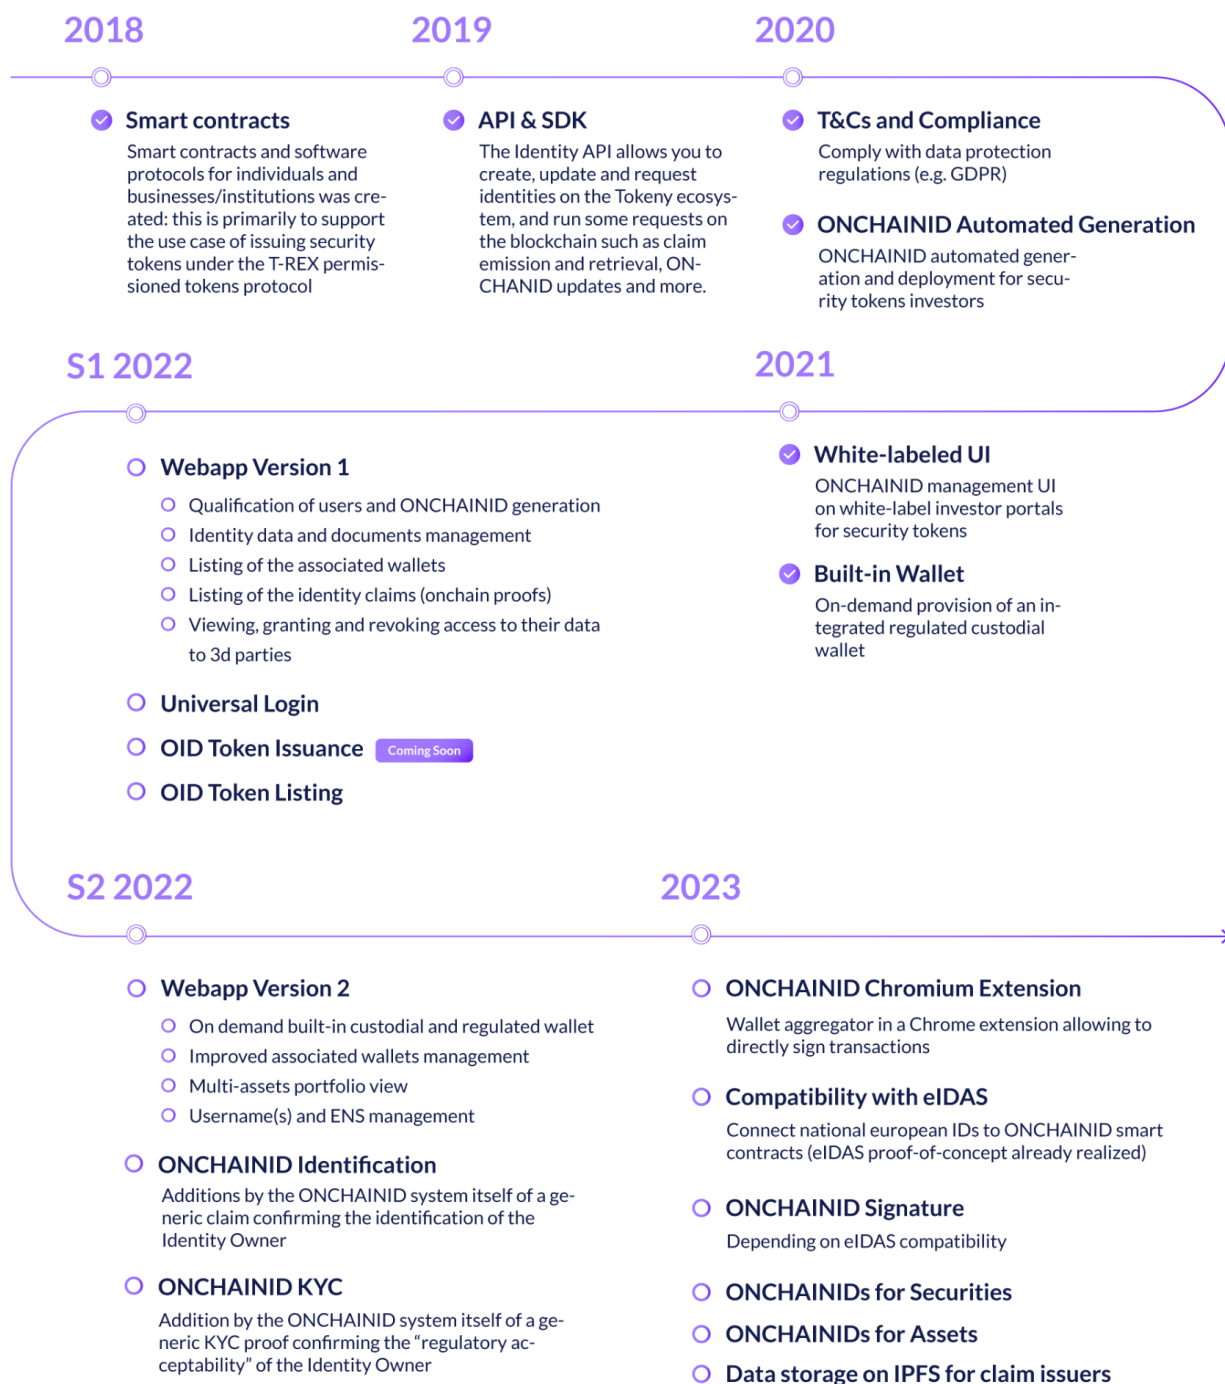 2018
Smart contracts
Smart contracts and software
protocols for individuals and
businesses/institutions was cre-
ated: this is primarily to support
the use case of issuing security
tokens under the T-REX permis-
sioned tokens protocol
2019
API & SDK
The Identity API allows you to
create, update and request
identities on the Tokeny ecosys-
tem, and run some requests on
the blockchain such as claim
emission and retrieval, ON-
CHANID updates and more.
2020
T&Cs and Compliance
Comply with data protection
regulations (e.g. GDPR)
ONCHAINID Automated Generation
ONCHAINID automated gener-
ation and deployment for secu-
rity tokens investors
2021
White-labeled UI
ONCHAINID management UI
on white-label investor portals
for security tokens
Built-in Wallet
On-demand provision of an in-
tegrated regulated custodial
wallet
S1 2022
Webapp Version 1
Qualification of users and ONCHAINID generation
Identity data and documents management
Listing of the associated wallets
Listing of the identity claims (onchain proofs)
Viewing, granting and revoking access to their data
to 3d parties
Universal Login
OID Token Issuance Coming Soon
OID Token Listing
S2 2022
Webapp Version 2
On demand built-in custodial and regulated wallet
Improved associated wallets management
Multi-assets portfolio view
Username(s) and ENS management
ONCHAINID Identification
Additions by the ONCHAINID system itself of a ge-
neric claim confirming the identification of the
Identity Owner
ONCHAINID KYC
Addition by the ONCHAINID system itself of a ge-
neric KYC proof confirming the “regulatory ac-
ceptability” of the Identity Owner
2023
ONCHAINID Chromium Extension
Wallet aggregator in a Chrome extension allowing to
directly sign transactions
Compatibility with eIDAS
Connect national european IDs to ONCHAINID smart
contracts (eIDAS proof-of-concept already realized)
ONCHAINID Signature
Depending on eIDAS compatibility
ONCHAINIDs for Securities
ONCHAINIDs for Assets
Data storage on IPFS for claim issuers